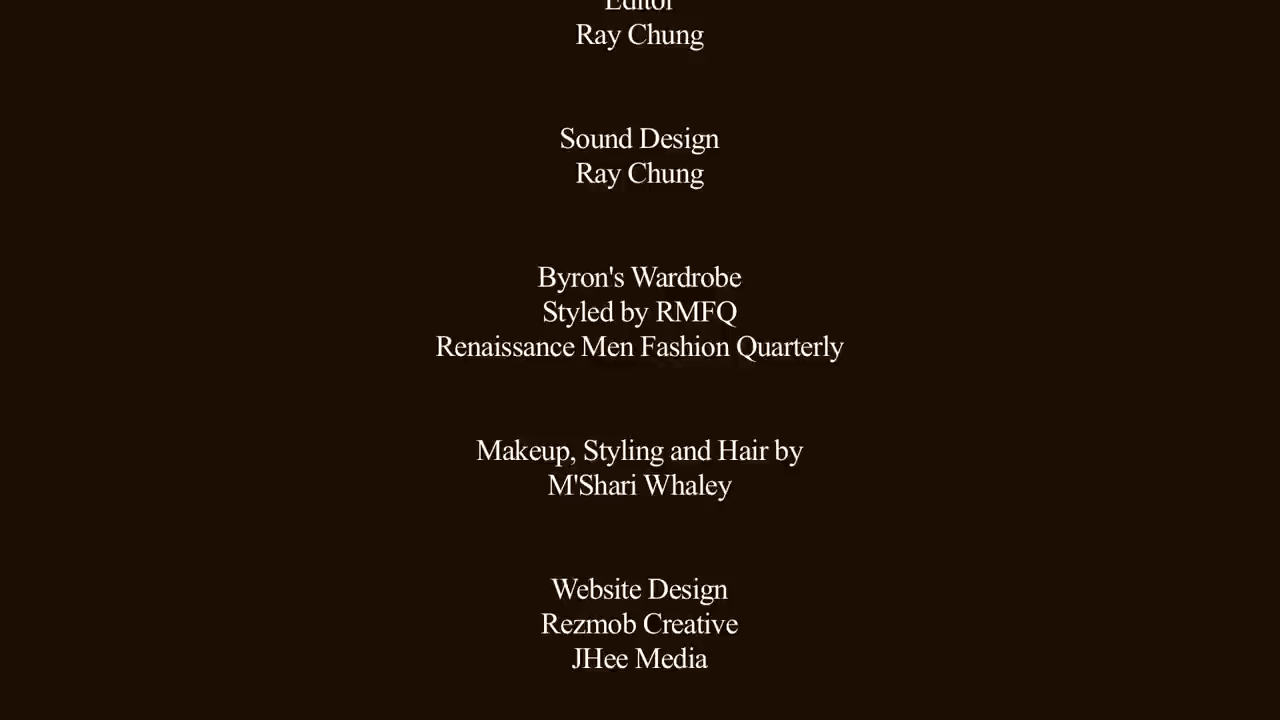 Editor
Ray Chung
Sound Design
Ray Chung
Byron's Wardrobe
Styled by RMFQ
Renaissance Men Fashion Quarterly
Makeup, Styling and Hair by
M'Shari Whaley
Website Design
Rezmob Creative
JHee Media